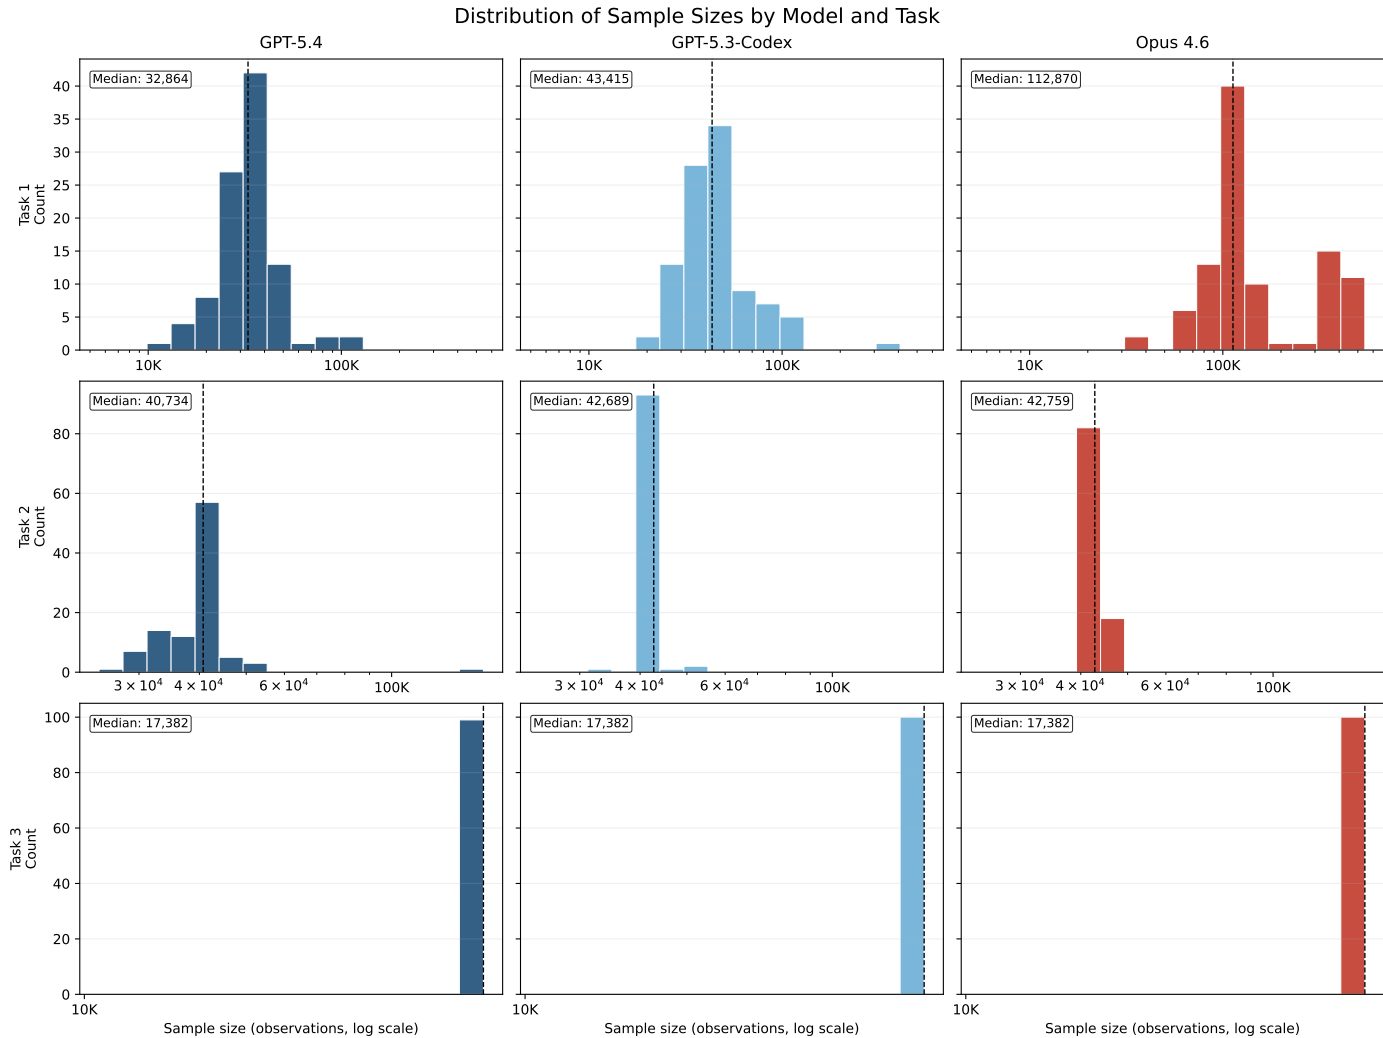 Distribution of Sample Sizes by Model and Task
GPT-5.4
GPT-5.3-Codex
Opus 4.6
Task 1
Count
40
35
30
25
20
15
10
5
0
Median: 32,864
10K
100K
Median: 43,415
10K
100K
Median: 112,870
10K
100K
Task 2
Count
80
60
40
20
0
Median: 40,734
3 × 10⁴
4 × 10⁴
6 × 10⁴
100K
Median: 42,689
3 × 10⁴
4 × 10⁴
6 × 10⁴
100K
Median: 42,759
3 × 10⁴
4 × 10⁴
6 × 10⁴
100K
Task 3
Count
100
80
60
40
20
0
Median: 17,382
10K
Sample size (observations, log scale)
Median: 17,382
10K
Sample size (observations, log scale)
Median: 17,382
10K
Sample size (observations, log scale)